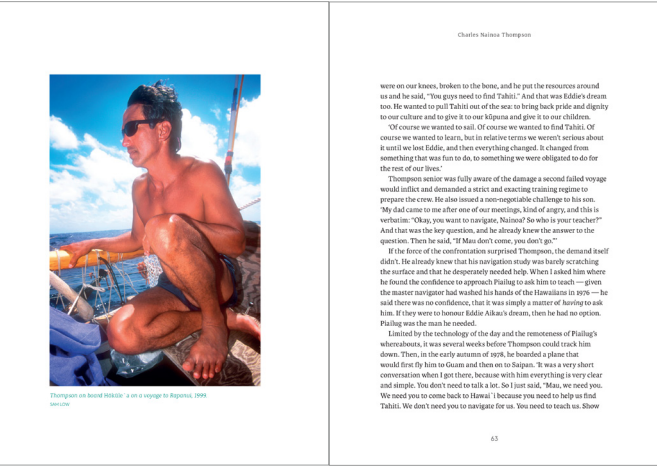 Thompson on board Hōkūle`a on a voyage to Rapanui, 1999.
SAM LOW
Charles Nainoa Thompson
were on our knees, broken to the bone, and he put the resources around
us and he said, “You guys need to find Tahiti.” And that was Eddie’s dream
too. He wanted to pull Tahiti out of the sea: to bring back pride and dignity
to our culture and to give it to our kūpuna and give it to our children.
‘Of course we wanted to sail. Of course we wanted to find Tahiti. Of
course we wanted to learn, but in relative terms we weren’t serious about
it until we lost Eddie, and then everything changed. It changed from
something that was fun to do, to something we were obligated to do for
the rest of our lives.’
Thompson senior was fully aware of the damage a second failed voyage
would inflict and demanded a strict and exacting training regime to
prepare the crew. He also issued a non-negotiable challenge to his son.
‘My dad came to me after one of our meetings, kind of angry, and this is
verbatim: “Okay, you want to navigate, Nainoa? So who is your teacher?”
And that was the key question, and he already knew the answer to the
question. Then he said, “If Mau don’t come, you don’t go.”’
If the force of the confrontation surprised Thompson, the demand itself
didn’t. He already knew that his navigation study was barely scratching
the surface and that he desperately needed help. When I asked him where
he found the confidence to approach Piailug to ask him to teach — given
the master navigator had washed his hands of the Hawaiians in 1976 — he
said there was no confidence, that it was simply a matter of having to ask
him. If they were to honour Eddie Aikau’s dream, then he had no option.
Piailug was the man he needed.
Limited by the technology of the day and the remoteness of Piailug’s
whereabouts, it was several weeks before Thompson could track him
down. Then, in the early autumn of 1978, he boarded a plane that
would first fly him to Guam and then on to Saipan. ‘It was a very short
conversation when I got there, because with him everything is very clear
and simple. You don’t need to talk a lot. So I just said, “Mau, we need you.
We need you to come back to Hawai`i because you need to help us find
Tahiti. We don’t need you to navigate for us. You need to teach us. Show
63